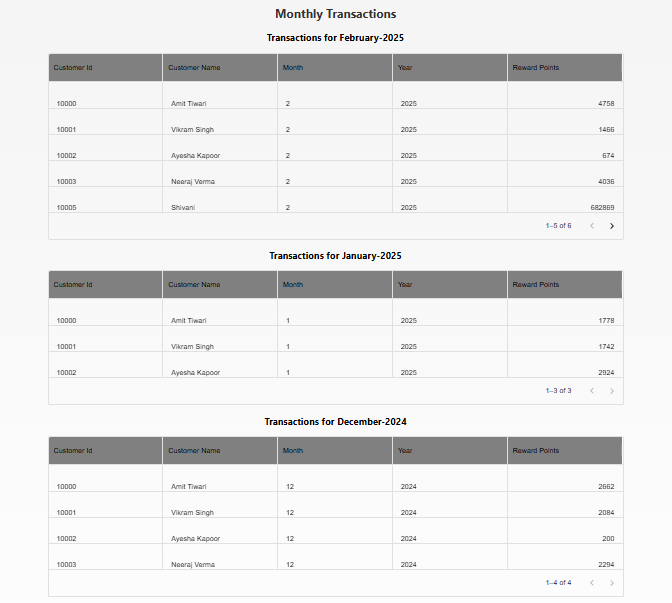 Monthly Transactions
Transactions for February-2025
Customer Id Customer Name Month Year Reward Points
10000 Amit Tiwari 2 2025 4758
10001 Vikram Singh 2 2025 1466
10002 Ayesha Kapoor 2 2025 674
10003 Neeraj Verma 2 2025 4036
10005 Shivani 2 2025 682869
1–5 of 6
Transactions for January-2025
Customer Id Customer Name Month Year Reward Points
10000 Amit Tiwari 1 2025 1778
10001 Vikram Singh 1 2025 1742
10002 Ayesha Kapoor 1 2025 2924
1–3 of 3
Transactions for December-2024
Customer Id Customer Name Month Year Reward Points
10000 Amit Tiwari 12 2024 2662
10001 Vikram Singh 12 2024 2084
10002 Ayesha Kapoor 12 2024 200
10003 Neeraj Verma 12 2024 2294
1–4 of 4